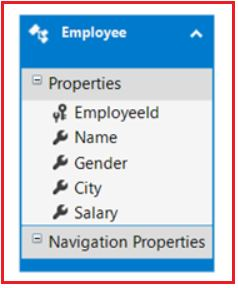 Employee
Properties
EmployeeId
Name
Gender
City
Salary
Navigation Properties